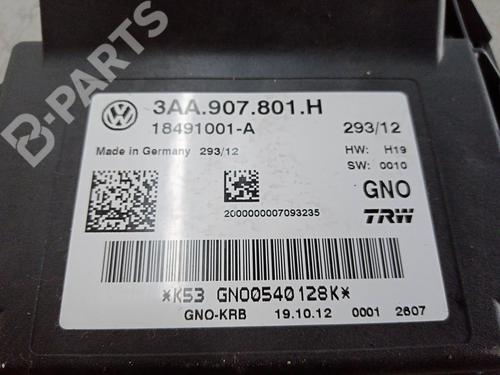 B-PARTS
3AA.907.801.H
18491001-A 293/12
Made in Germany 293/12 HW: H19
SW: 0010
GNO
2000000007093235
TRW
*K53 GNO0540128K*
GNO-KRB 19.10.12 0001 2607